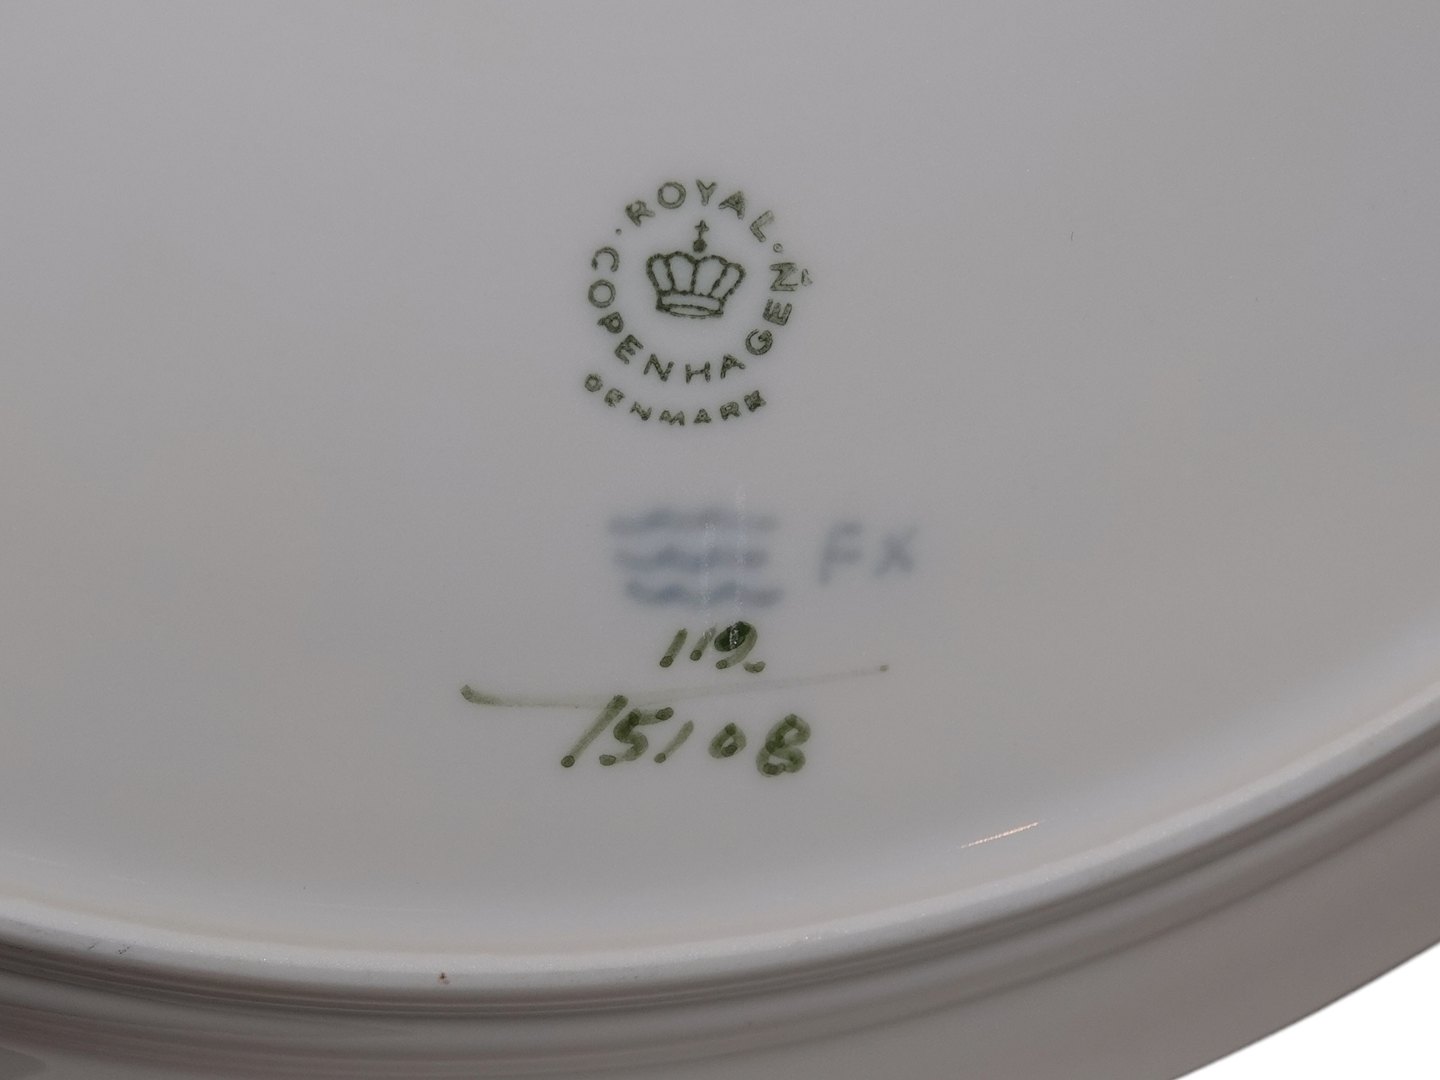 · ROYAL ·
COPENHAGEN
DENMARK
FX
119.
15108